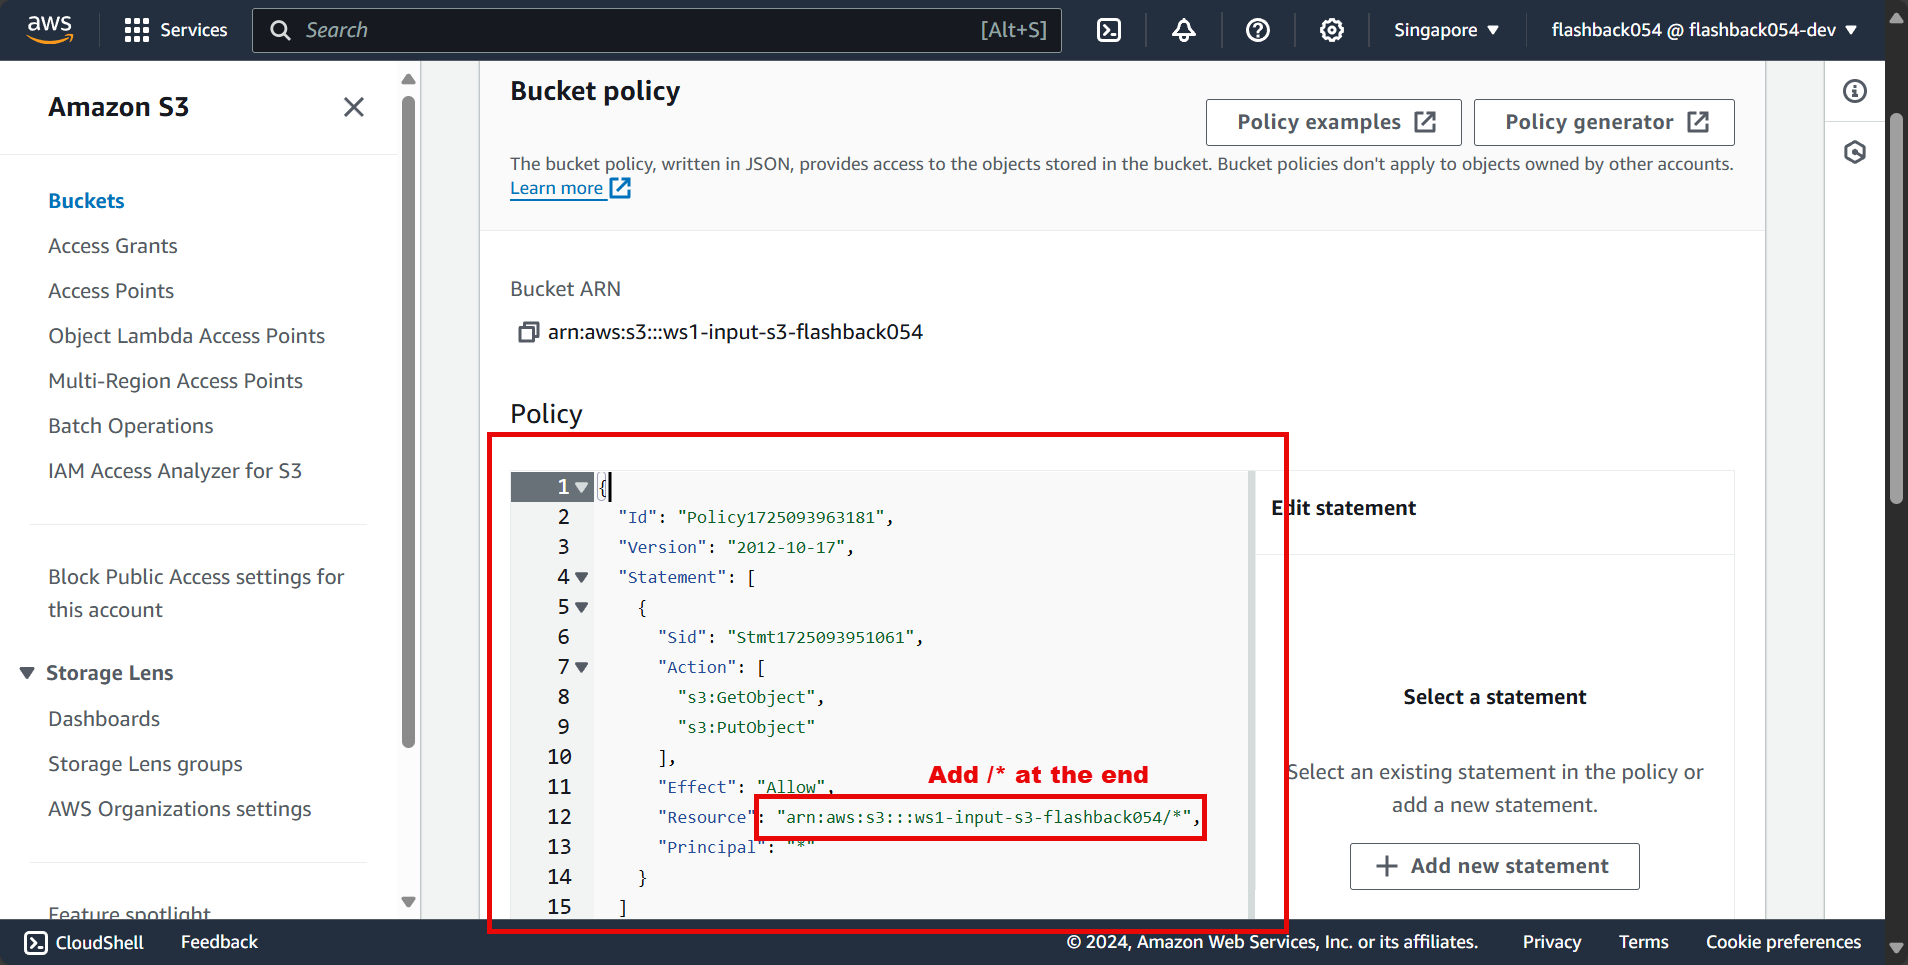 aws
Services
Search
[Alt+S]
Singapore
flashback054 @ flashback054-dev
Amazon S3
Buckets
Access Grants
Access Points
Object Lambda Access Points
Multi-Region Access Points
Batch Operations
IAM Access Analyzer for S3
Block Public Access settings for
this account
Storage Lens
Dashboards
Storage Lens groups
AWS Organizations settings
Feature spotlight
Bucket policy
Policy examples
Policy generator
The bucket policy, written in JSON, provides access to the objects stored in the bucket. Bucket policies don't apply to objects owned by other accounts.
Learn more
Bucket ARN
arn:aws:s3:::ws1-input-s3-flashback054
Policy
1 {
2 "Id": "Policy1725093963181",
3 "Version": "2012-10-17",
4 "Statement": [
5 {
6 "Sid": "Stmt1725093951061",
7 "Action": [
8 "s3:GetObject",
9 "s3:PutObject"
10 ],
11 "Effect": "Allow",
Add /* at the end
12 "Resource": "arn:aws:s3:::ws1-input-s3-flashback054/*",
13 "Principal": "*"
14 }
15 ]
Edit statement
Select a statement
Select an existing statement in the policy or
add a new statement.
Add new statement
CloudShell
Feedback
© 2024, Amazon Web Services, Inc. or its affiliates.
Privacy
Terms
Cookie preferences